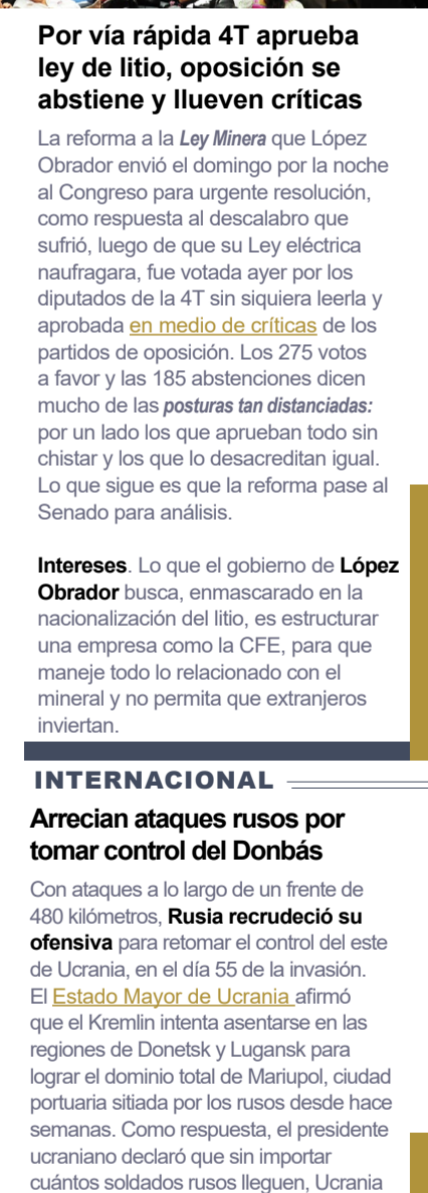 Por vía rápida 4T aprueba
ley de litio, oposición se
abstiene y llueven críticas
La reforma a la Ley Minera que López
Obrador envió el domingo por la noche
al Congreso para urgente resolución,
como respuesta al descalabro que
sufrió, luego de que su Ley eléctrica
naufragara, fue votada ayer por los
diputados de la 4T sin siquiera leerla y
aprobada en medio de críticas de los
partidos de oposición. Los 275 votos
a favor y las 185 abstenciones dicen
mucho de las posturas tan distanciadas:
por un lado los que aprueban todo sin
chistar y los que lo desacreditan igual.
Lo que sigue es que la reforma pase al
Senado para análisis.
Intereses. Lo que el gobierno de López
Obrador busca, enmascarado en la
nacionalización del litio, es estructurar
una empresa como la CFE, para que
maneje todo lo relacionado con el
mineral y no permita que extranjeros
inviertan.
INTERNACIONAL
Arrecian ataques rusos por
tomar control del Donbás
Con ataques a lo largo de un frente de
480 kilómetros, Rusia recrudeció su
ofensiva para retomar el control del este
de Ucrania, en el día 55 de la invasión.
El Estado Mayor de Ucrania afirmó
que el Kremlin intenta asentarse en las
regiones de Donetsk y Lugansk para
lograr el dominio total de Mariupol, ciudad
portuaria sitiada por los rusos desde hace
semanas. Como respuesta, el presidente
ucraniano declaró que sin importar
cuántos soldados rusos lleguen, Ucrania